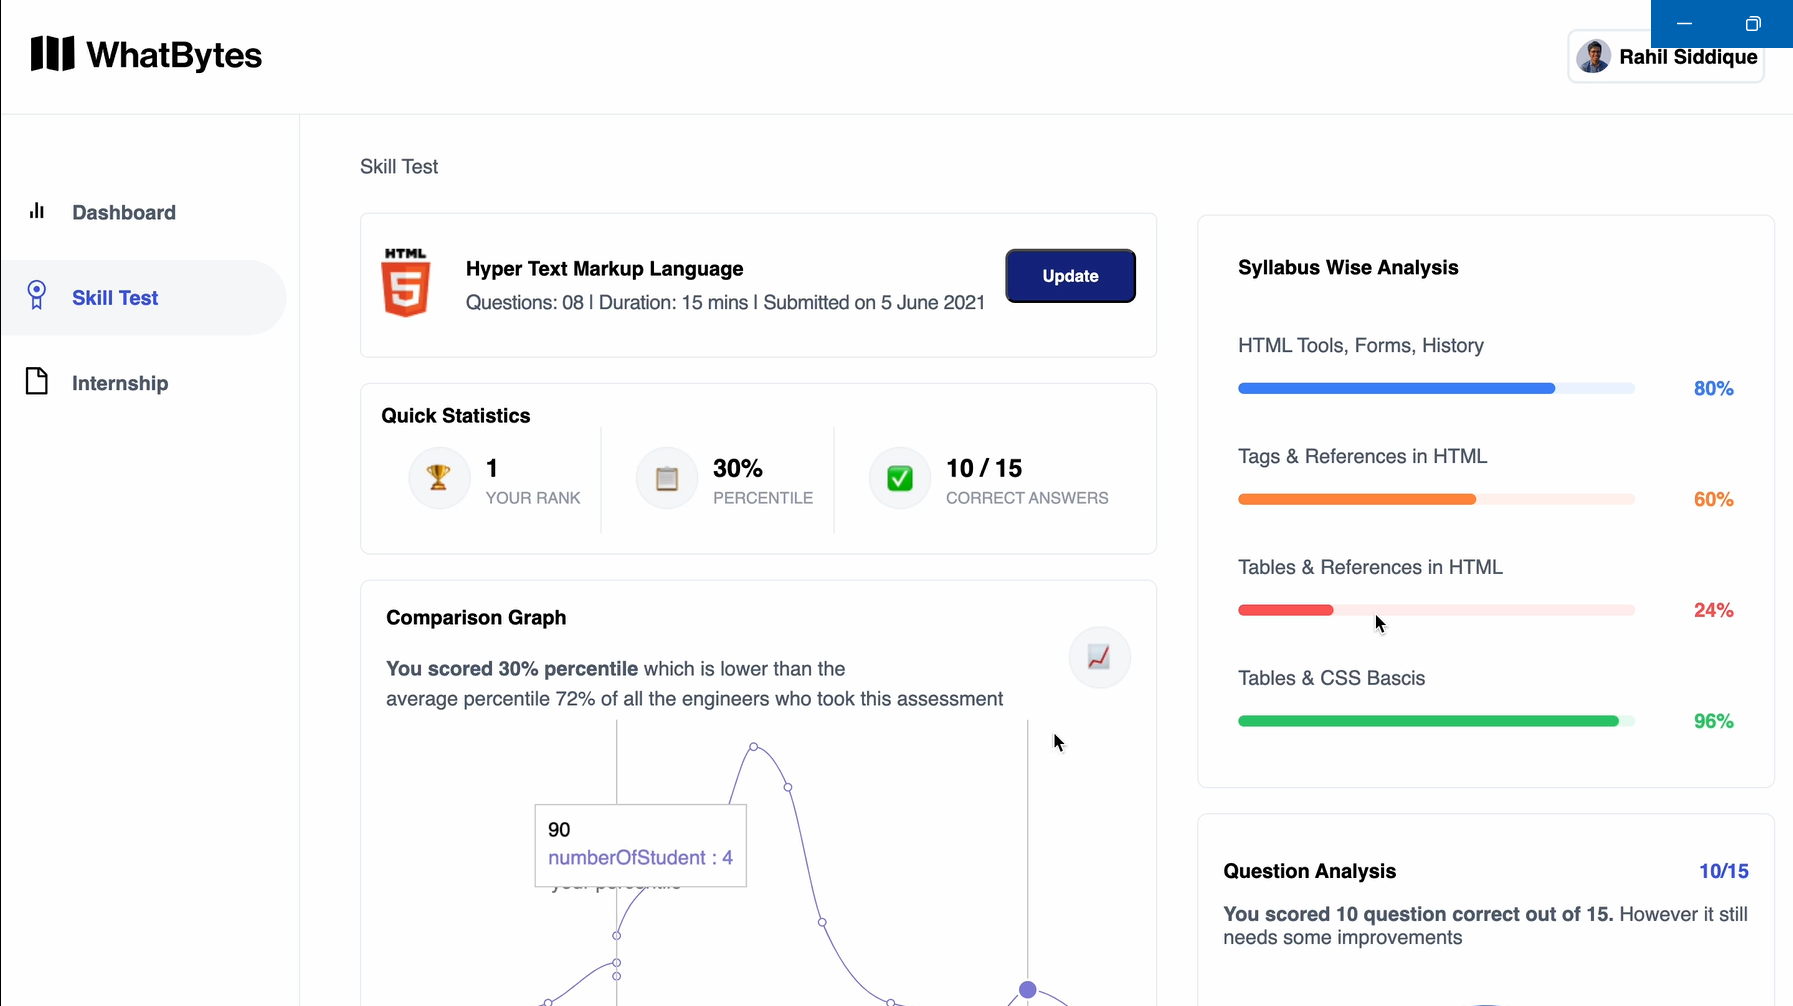 WhatBytes
Rahil Siddique
Dashboard
Skill Test
Internship
Skill Test
HTML
5
Hyper Text Markup Language
Questions: 08 | Duration: 15 mins | Submitted on 5 June 2021
Update
Quick Statistics
1
YOUR RANK
30%
PERCENTILE
10 / 15
CORRECT ANSWERS
Comparison Graph
You scored 30% percentile which is lower than the
average percentile 72% of all the engineers who took this assessment
90
numberOfStudent : 4
your percentile
Syllabus Wise Analysis
HTML Tools, Forms, History
80%
Tags & References in HTML
60%
Tables & References in HTML
24%
Tables & CSS Bascis
96%
Question Analysis
10/15
You scored 10 question correct out of 15. However it still
needs some improvements